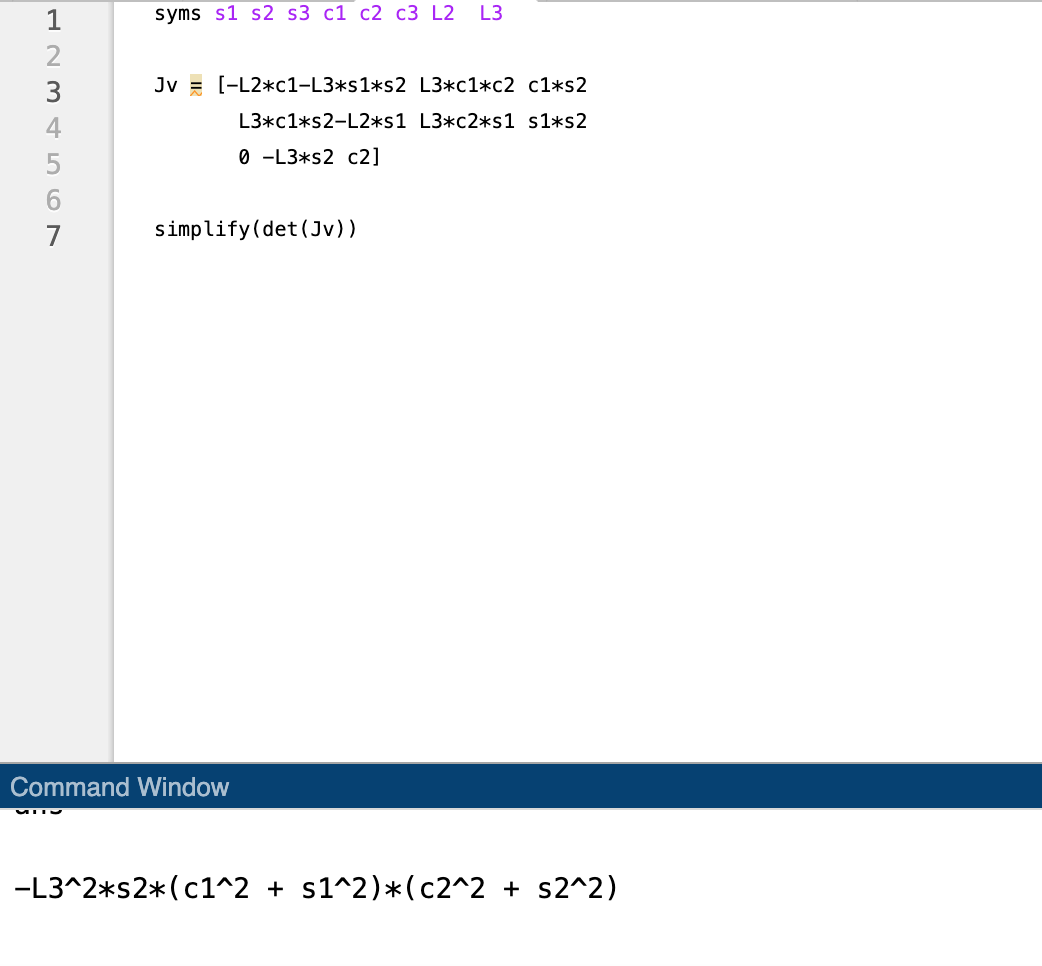 1 syms s1 s2 s3 c1 c2 c3 L2 L3
2
3 Jv = [-L2*c1-L3*s1*s2 L3*c1*c2 c1*s2
4 L3*c1*s2-L2*s1 L3*c2*s1 s1*s2
5 0 -L3*s2 c2]
6
7 simplify(det(Jv))
Command Window
-L3^2*s2*(c1^2 + s1^2)*(c2^2 + s2^2)